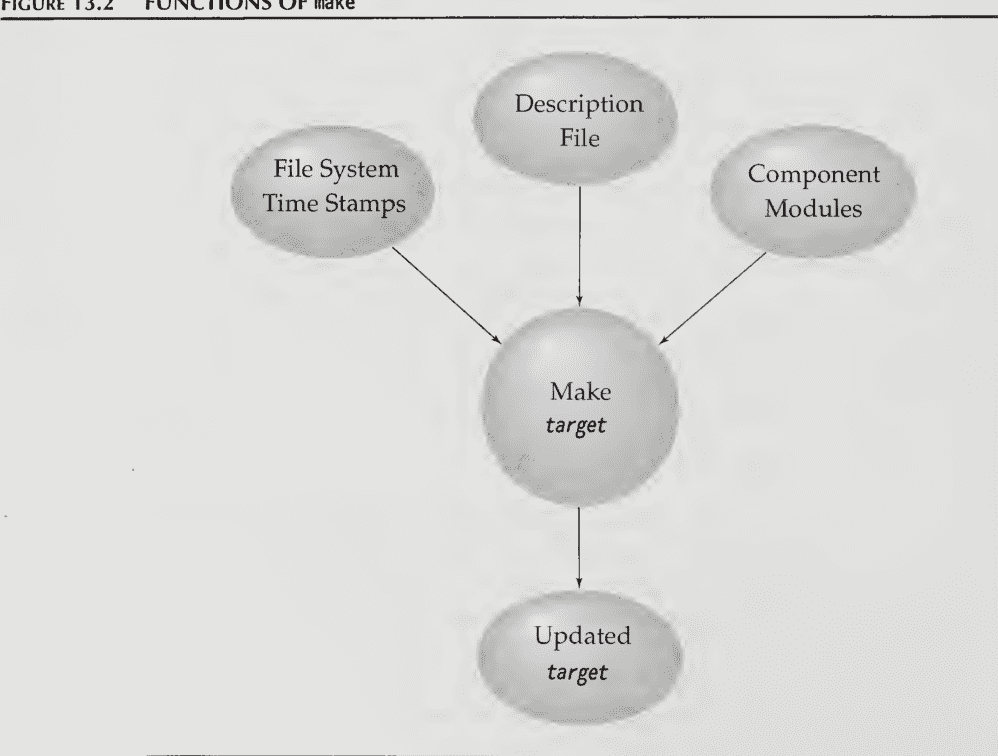 FIGURE 13.2 FUNCTIONS OF make
Description
File
File System
Time Stamps
Component
Modules
Make
target
Updated
target